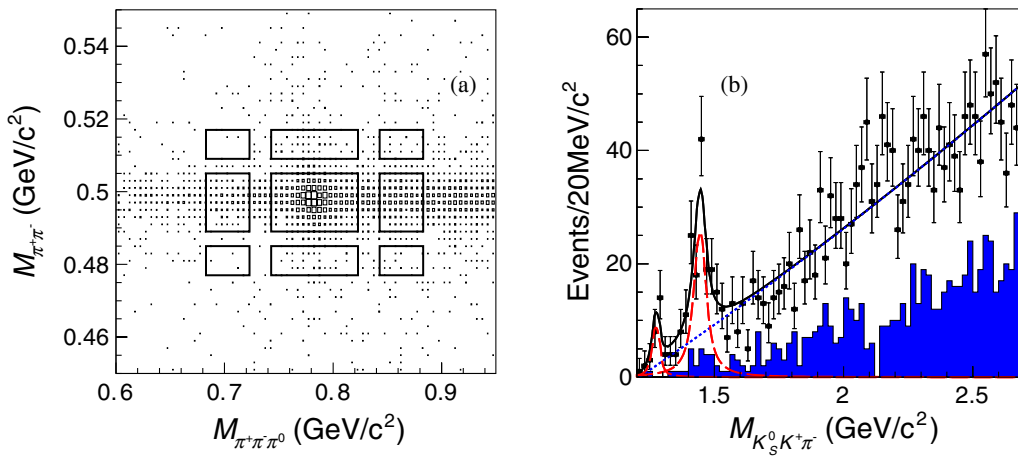 0.54
0.52
0.5
0.48
0.46
M_{π⁺π⁻} (GeV/c²)
(a)
0.6 0.7 0.8 0.9
M_{π⁺π⁻π⁰} (GeV/c²)
60
40
20
0
Events/20MeV/c²
(b)
1.5 2 2.5
M_{K_S^0 K⁺π⁻} (GeV/c²)